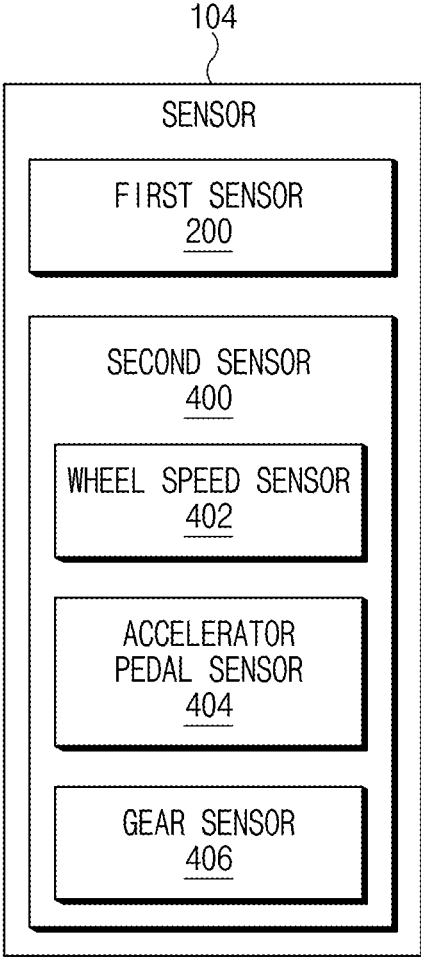 104
SENSOR
FIRST SENSOR
200
SECOND SENSOR
400
WHEEL SPEED SENSOR
402
ACCELERATOR
PEDAL SENSOR
404
GEAR SENSOR
406